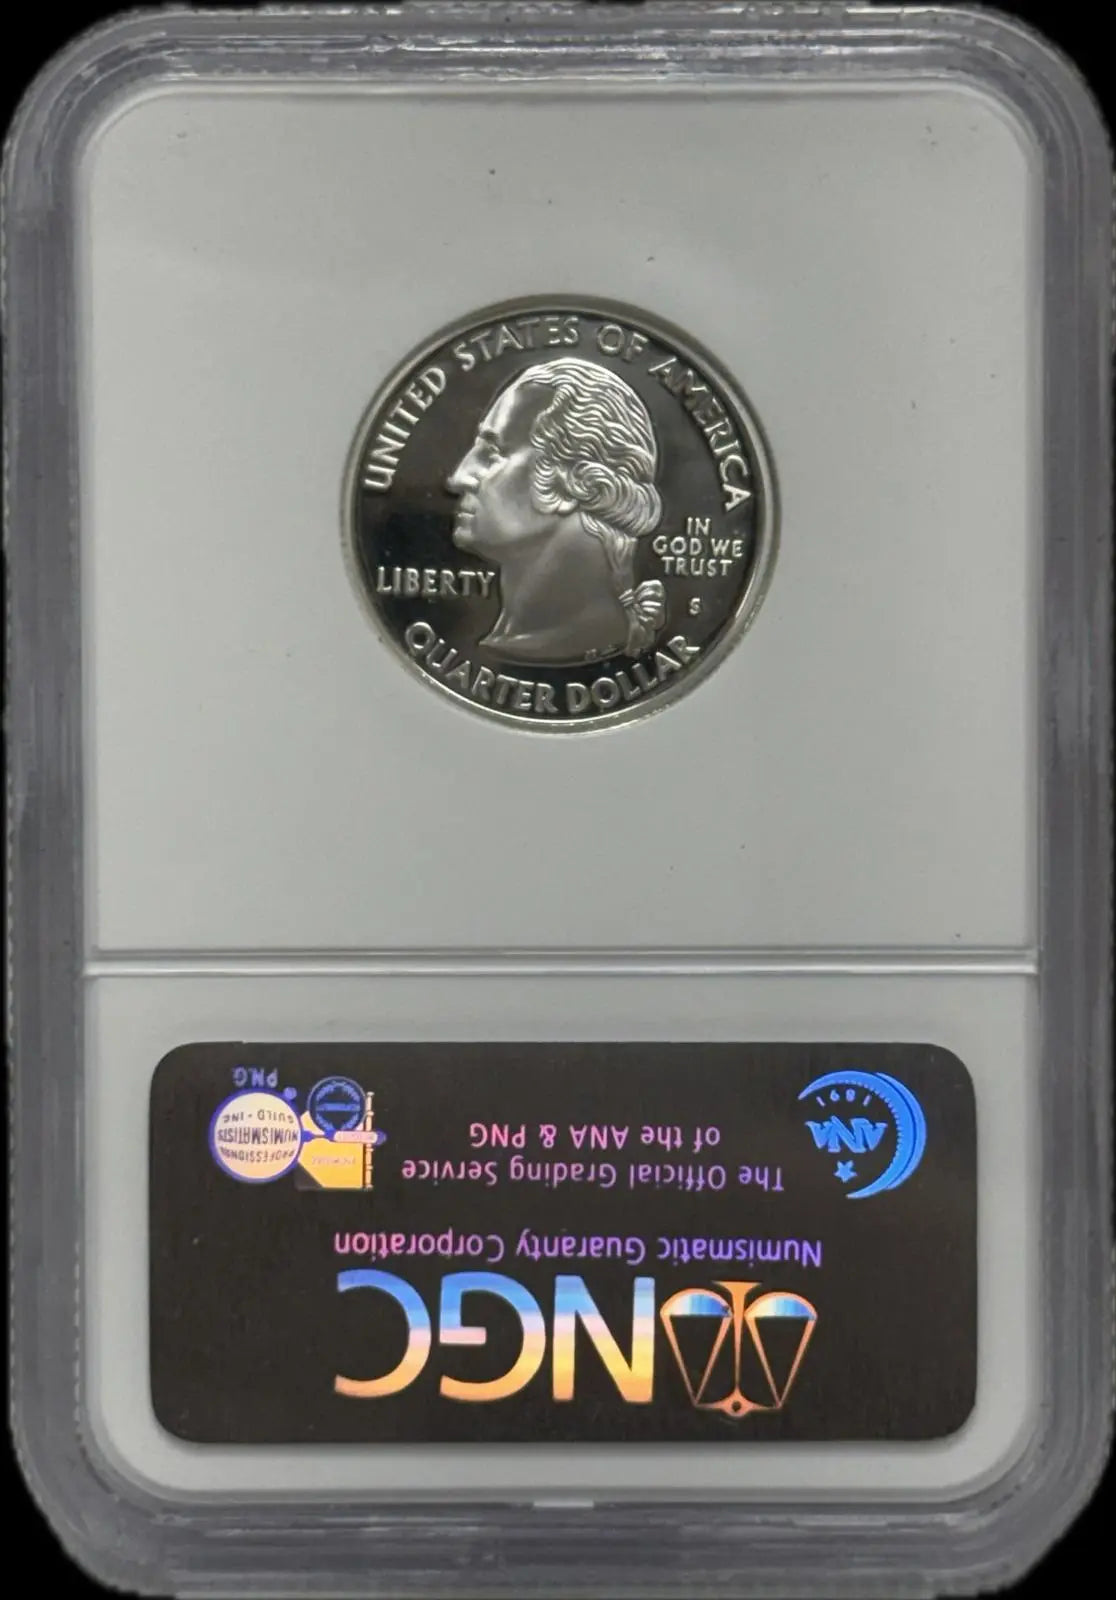 UNITED STATES OF AMERICA
IN
GOD WE
TRUST
LIBERTY
S
QUARTER DOLLAR
NGC
Numismatic Guaranty Corporation
The Official Grading Service
of the ANA & PNG
ANA
1891
PROFESSIONAL
NUMISMATISTS
GUILD - INC
P.N.G.